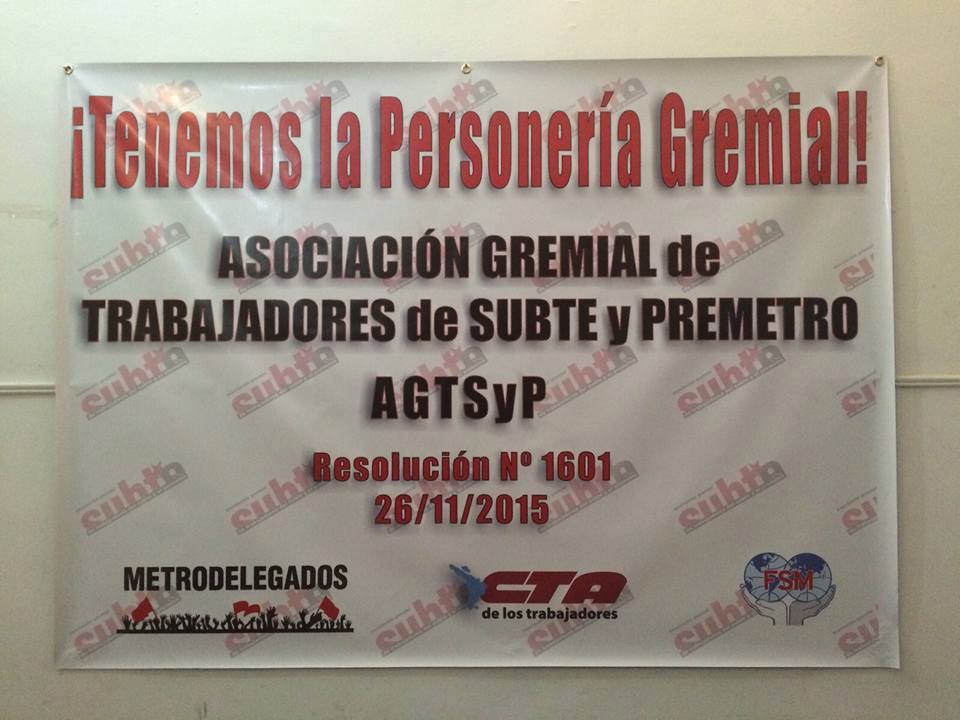 ¡Tenemos la Personería Gremial!
ASOCIACIÓN GREMIAL de
TRABAJADORES de SUBTE y PREMETRO
AGTSyP
Resolución Nº 1601
26/11/2015
METRODELEGADOS
CTA
de los trabajadores
FSM